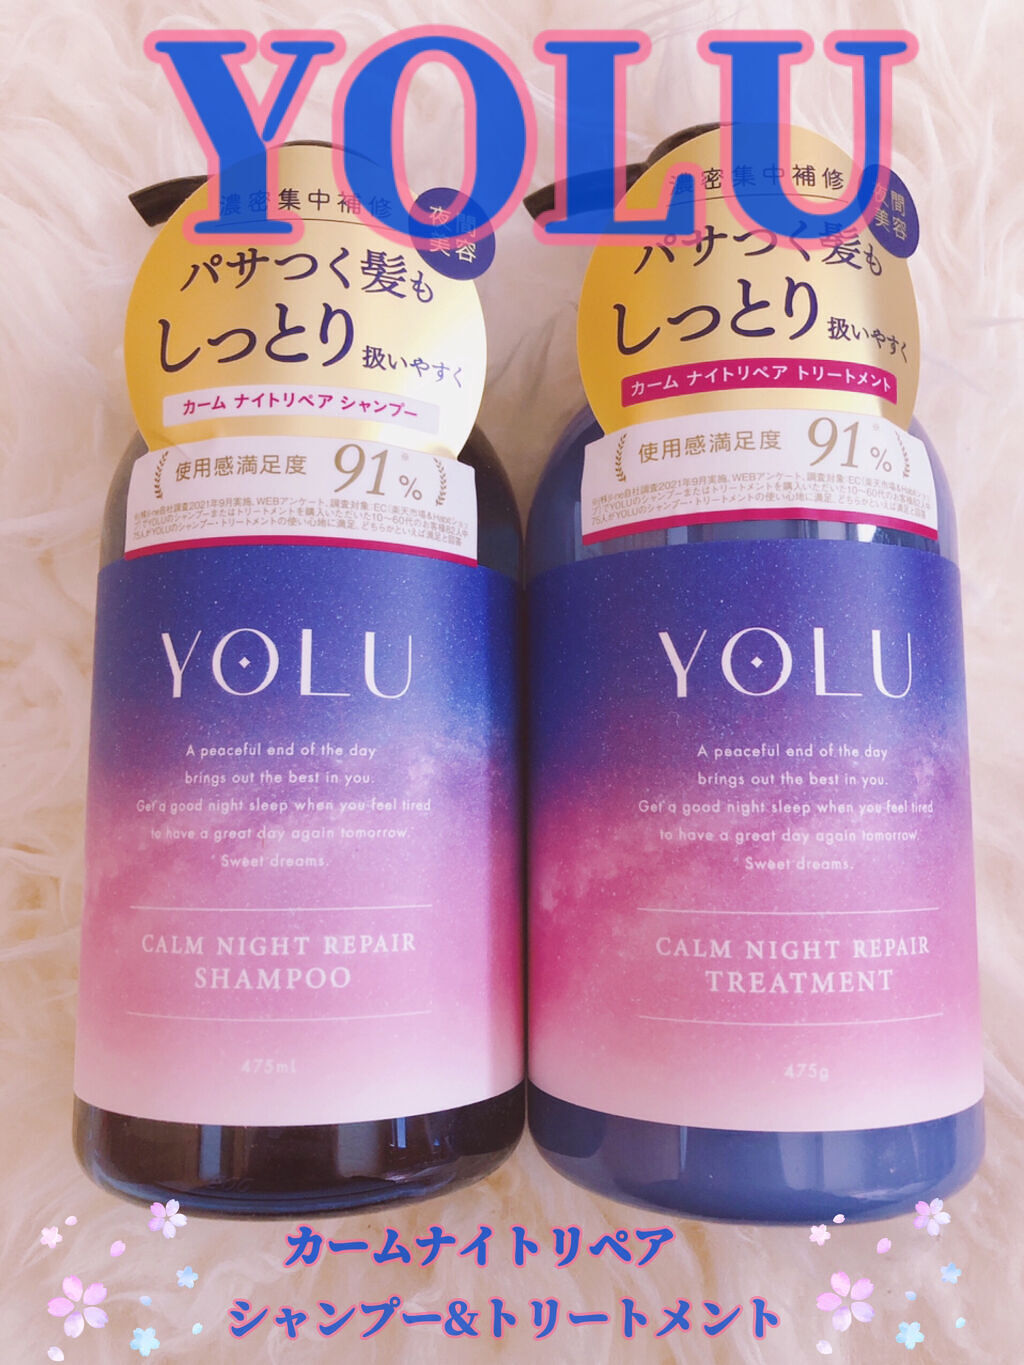 YOLU
濃密集中補修
夜間
美容
パサつく髪も
しっとり 扱いやすく
カーム ナイトリペア シャンプー
使用感満足度 91%
YOLU
A peaceful end of the day
brings out the best in you.
Get a good night sleep when you feel tired
to have a great day again tomorrow.
Sweet dreams.
CALM NIGHT REPAIR
SHAMPOO
475ml
濃密集中補修
夜間
美容
パサつく髪も
しっとり 扱いやすく
カーム ナイトリペア トリートメント
使用感満足度 91%
YOLU
A peaceful end of the day
brings out the best in you.
Get a good night sleep when you feel tired
to have a great day again tomorrow.
Sweet dreams.
CALM NIGHT REPAIR
TREATMENT
475g
カームナイトリペア
シャンプー&トリートメント